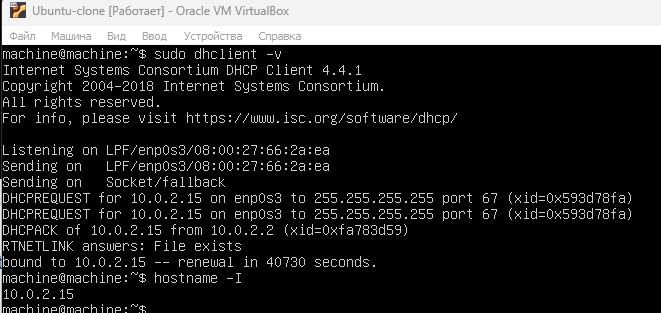 Ubuntu-clone [Работает] - Oracle VM VirtualBox
Файл Машина Вид Ввод Устройства Справка
machine@machine:~$ sudo dhclient -v
Internet Systems Consortium DHCP Client 4.4.1
Copyright 2004-2018 Internet Systems Consortium.
All rights reserved.
For info, please visit https://www.isc.org/software/dhcp/
Listening on LPF/enp0s3/08:00:27:66:2a:ea
Sending on   LPF/enp0s3/08:00:27:66:2a:ea
Sending on   Socket/fallback
DHCPREQUEST for 10.0.2.15 on enp0s3 to 255.255.255.255 port 67 (xid=0x593d78fa)
DHCPREQUEST for 10.0.2.15 on enp0s3 to 255.255.255.255 port 67 (xid=0x593d78fa)
DHCPACK of 10.0.2.15 from 10.0.2.2 (xid=0xfa783d59)
RTNETLINK answers: File exists
bound to 10.0.2.15 -- renewal in 40730 seconds.
machine@machine:~$ hostname -I
10.0.2.15
machine@machine:~$